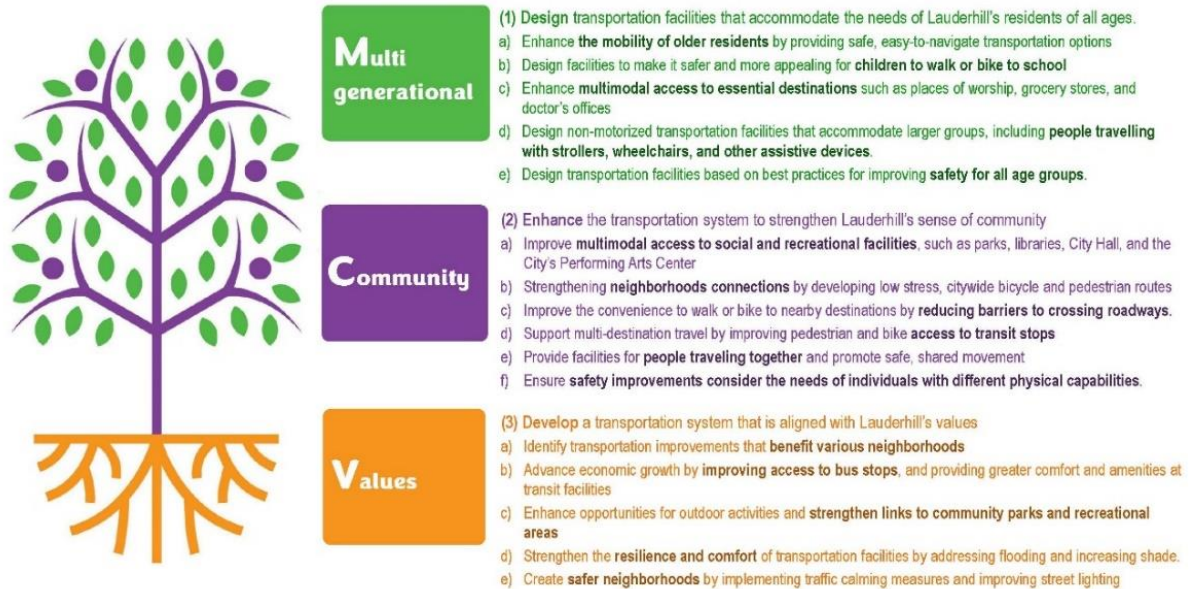 Multi
generational
(1) Design transportation facilities that accommodate the needs of Lauderhill's residents of all ages.
a) Enhance the mobility of older residents by providing safe, easy-to-navigate transportation options
b) Design facilities to make it safer and more appealing for children to walk or bike to school
c) Enhance multimodal access to essential destinations such as places of worship, grocery stores, and
doctor's offices
d) Design non-motorized transportation facilities that accommodate larger groups, including people travelling
with strollers, wheelchairs, and other assistive devices.
e) Design transportation facilities based on best practices for improving safety for all age groups.
Community
(2) Enhance the transportation system to strengthen Lauderhill's sense of community
a) Improve multimodal access to social and recreational facilities, such as parks, libraries, City Hall, and the
City's Performing Arts Center
b) Strengthening neighborhoods connections by developing low stress, citywide bicycle and pedestrian routes
c) Improve the convenience to walk or bike to nearby destinations by reducing barriers to crossing roadways.
d) Support multi-destination travel by improving pedestrian and bike access to transit stops
e) Provide facilities for people traveling together and promote safe, shared movement
f) Ensure safety improvements consider the needs of individuals with different physical capabilities.
Values
(3) Develop a transportation system that is aligned with Lauderhill's values
a) Identify transportation improvements that benefit various neighborhoods
b) Advance economic growth by improving access to bus stops, and providing greater comfort and amenities at
transit facilities
c) Enhance opportunities for outdoor activities and strengthen links to community parks and recreational
areas
d) Strengthen the resilience and comfort of transportation facilities by addressing flooding and increasing shade.
e) Create safer neighborhoods by implementing traffic calming measures and improving street lighting